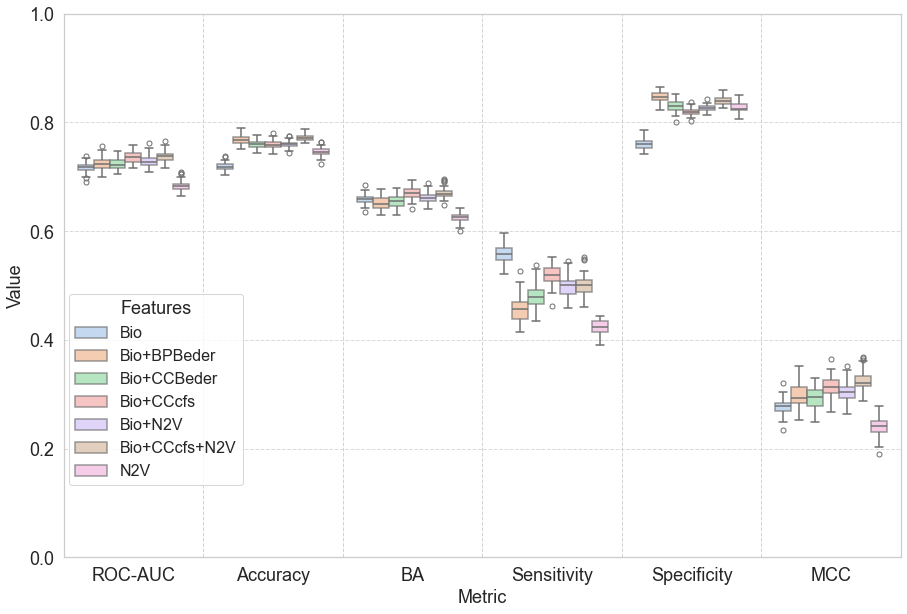 1.0
0.8
0.6
0.4
0.2
0.0
Value
Features
Bio
Bio+BPBeder
Bio+CCBeder
Bio+CCcfs
Bio+N2V
Bio+CCcfs+N2V
N2V
ROC-AUC Accuracy BA Sensitivity Specificity MCC
Metric